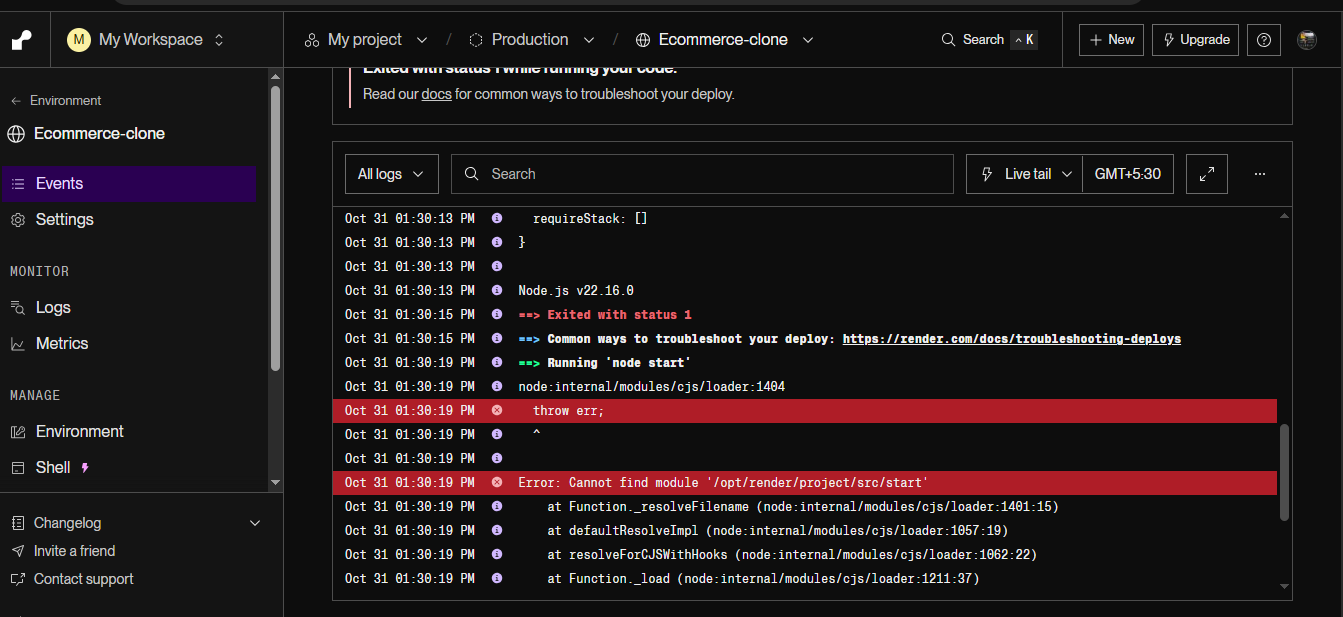 M My Workspace
My project / Production / Ecommerce-clone
Search ^ K
+ New
Upgrade
← Environment
Ecommerce-clone
Events
Settings
MONITOR
Logs
Metrics
MANAGE
Environment
Shell
Changelog
Invite a friend
Contact support
Exited with status 1 while running your code.
Read our docs for common ways to troubleshoot your deploy.
All logs
Search
Live tail
GMT+5:30
Oct 31 01:30:13 PM requireStack: []
Oct 31 01:30:13 PM }
Oct 31 01:30:13 PM
Oct 31 01:30:13 PM Node.js v22.16.0
Oct 31 01:30:15 PM ==> Exited with status 1
Oct 31 01:30:15 PM ==> Common ways to troubleshoot your deploy: https://render.com/docs/troubleshooting-deploys
Oct 31 01:30:19 PM ==> Running 'node start'
Oct 31 01:30:19 PM node:internal/modules/cjs/loader:1404
Oct 31 01:30:19 PM throw err;
Oct 31 01:30:19 PM ^
Oct 31 01:30:19 PM
Oct 31 01:30:19 PM Error: Cannot find module '/opt/render/project/src/start'
Oct 31 01:30:19 PM at Function._resolveFilename (node:internal/modules/cjs/loader:1401:15)
Oct 31 01:30:19 PM at defaultResolveImpl (node:internal/modules/cjs/loader:1057:19)
Oct 31 01:30:19 PM at resolveForCJSWithHooks (node:internal/modules/cjs/loader:1062:22)
Oct 31 01:30:19 PM at Function._load (node:internal/modules/cjs/loader:1211:37)